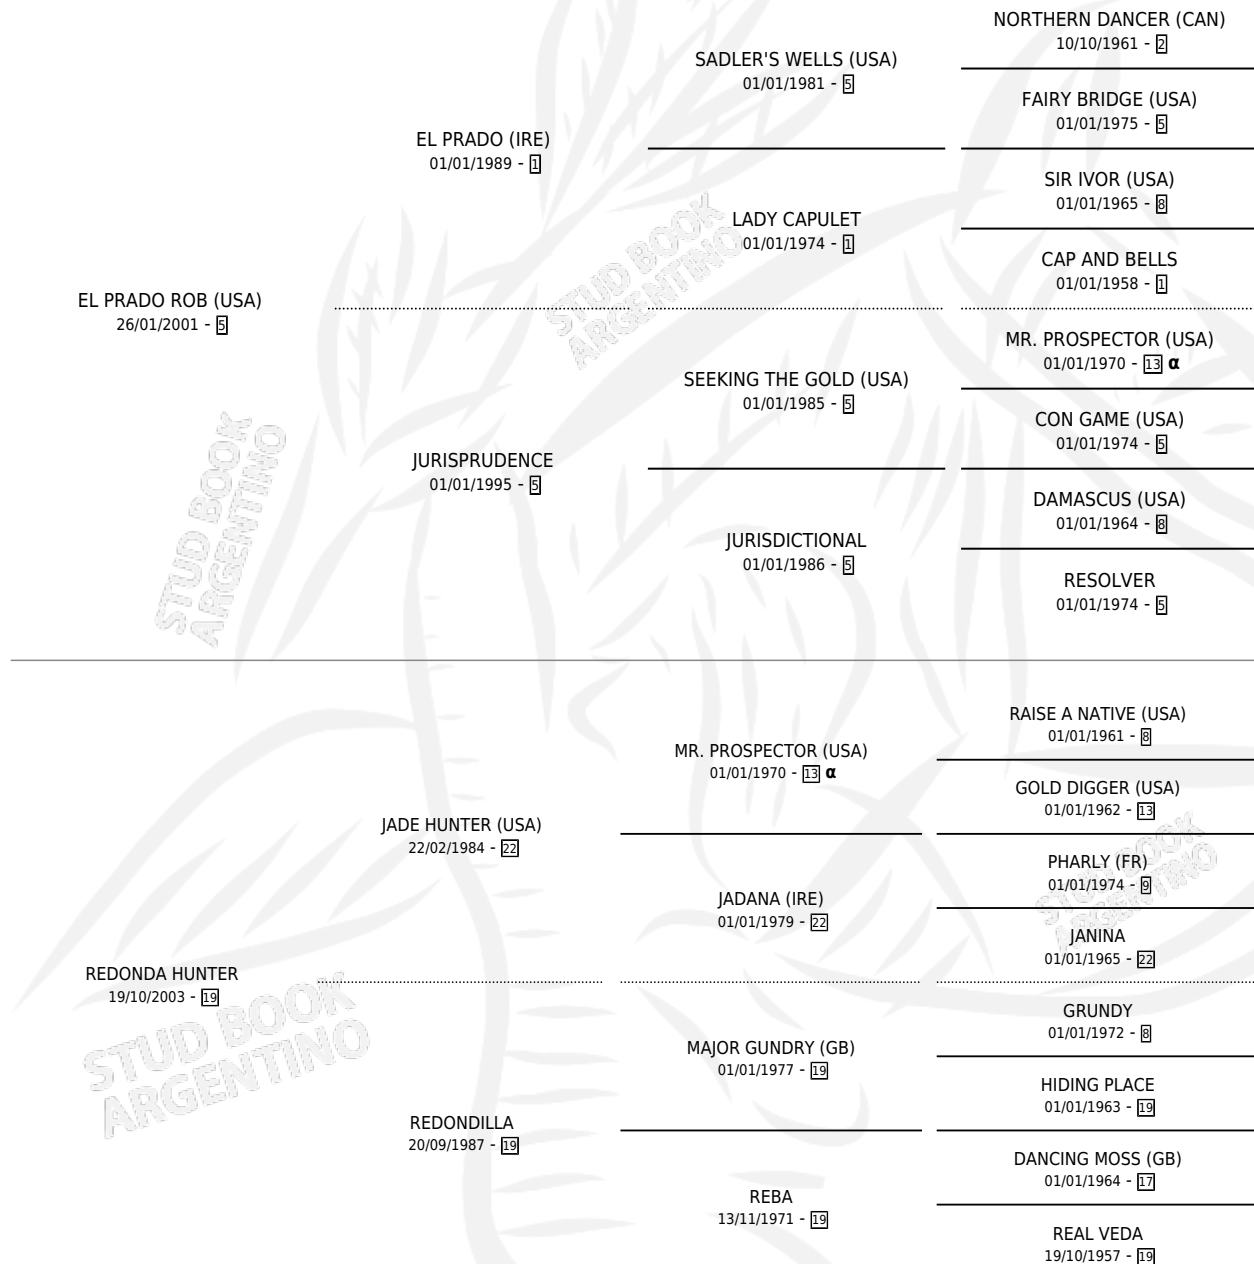 NORTHERN DANCER (CAN)
10/10/1961 - 2
SADLER'S WELLS (USA)
01/01/1981 - 5
FAIRY BRIDGE (USA)
01/01/1975 - 5
EL PRADO (IRE)
01/01/1989 - 1
SIR IVOR (USA)
01/01/1965 - 8
LADY CAPULET
01/01/1974 - 1
CAP AND BELLS
01/01/1958 - 1
EL PRADO ROB (USA)
26/01/2001 - 5
MR. PROSPECTOR (USA)
01/01/1970 - 13 α
SEEKING THE GOLD (USA)
01/01/1985 - 5
CON GAME (USA)
01/01/1974 - 5
JURISPRUDENCE
01/01/1995 - 5
DAMASCUS (USA)
01/01/1964 - 8
JURISDICTIONAL
01/01/1986 - 5
RESOLVER
01/01/1974 - 5
RAISE A NATIVE (USA)
01/01/1961 - 8
MR. PROSPECTOR (USA)
01/01/1970 - 13 α
GOLD DIGGER (USA)
01/01/1962 - 13
JADE HUNTER (USA)
22/02/1984 - 22
PHARLY (FR)
01/01/1974 - 9
JADANA (IRE)
01/01/1979 - 22
JANINA
01/01/1965 - 22
REDONDA HUNTER
19/10/2003 - 19
GRUNDY
01/01/1972 - 8
MAJOR GUNDRY (GB)
01/01/1977 - 19
HIDING PLACE
01/01/1963 - 19
REDONDILLA
20/09/1987 - 19
DANCING MOSS (GB)
01/01/1964 - 17
REBA
13/11/1971 - 19
REAL VEDA
19/10/1957 - 19
STUD BOOK
ARGENTINO
STUD BOOK
ARGENTINO
STUD BOOK
ARGENTINO
STUD BOOK
ARGENTINO